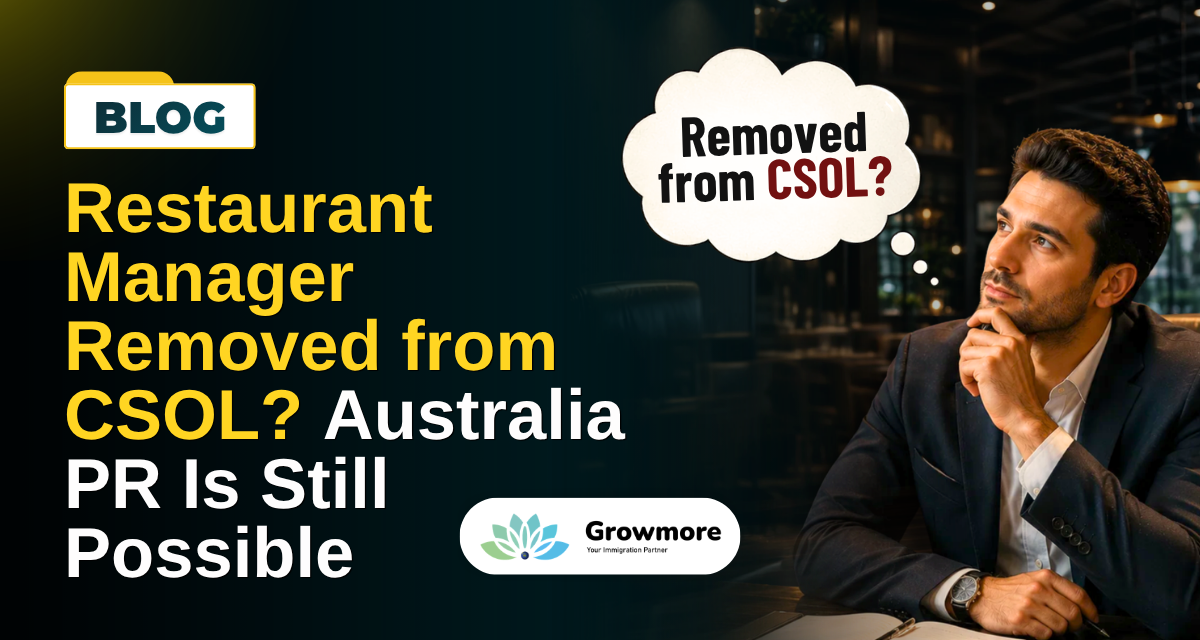 BLOG
Restaurant
Manager
Removed from
CSOL? Australia
PR Is Still
Possible
Removed
from CSOL?
Growmore
Your Immigration Partner